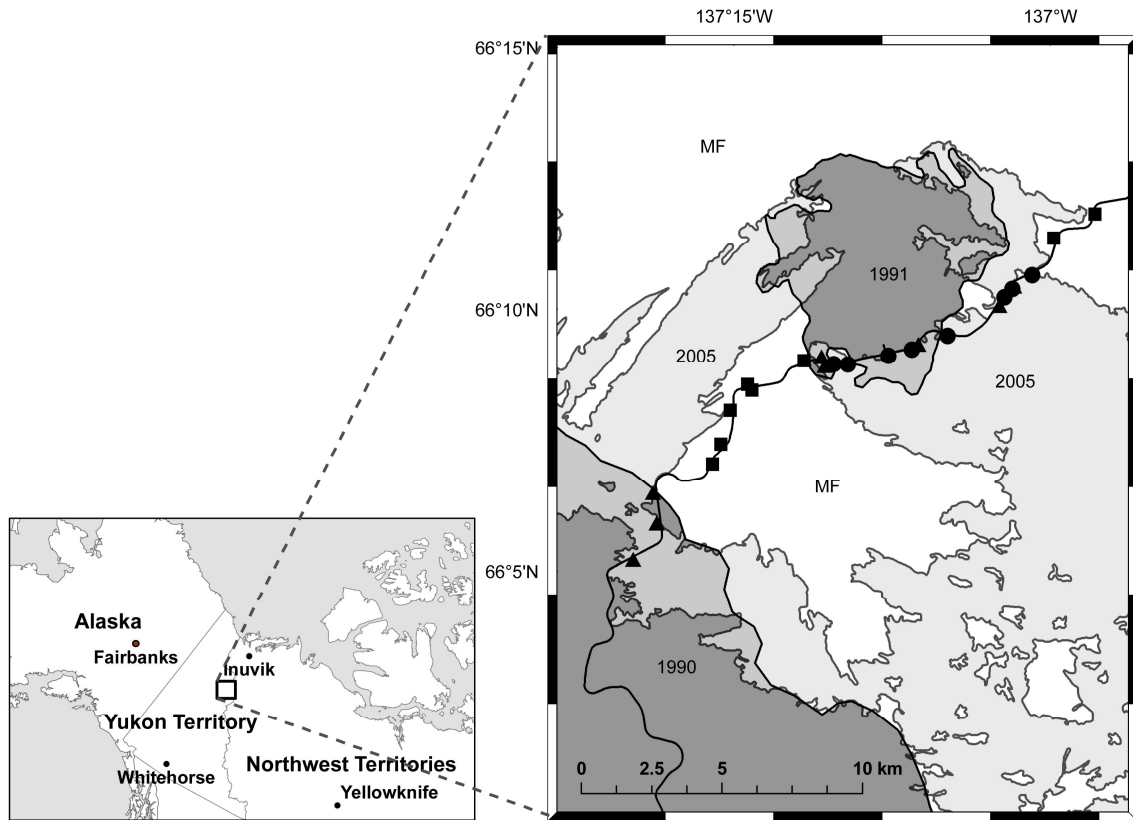 137°15'W
137°W
66°15'N
MF
1991
66°10'N
2005
2005
MF
66°5'N
1990
0
2.5
5
10 km
Alaska
Fairbanks
Inuvik
Yukon Territory
Whitehorse
Northwest Territories
Yellowknife